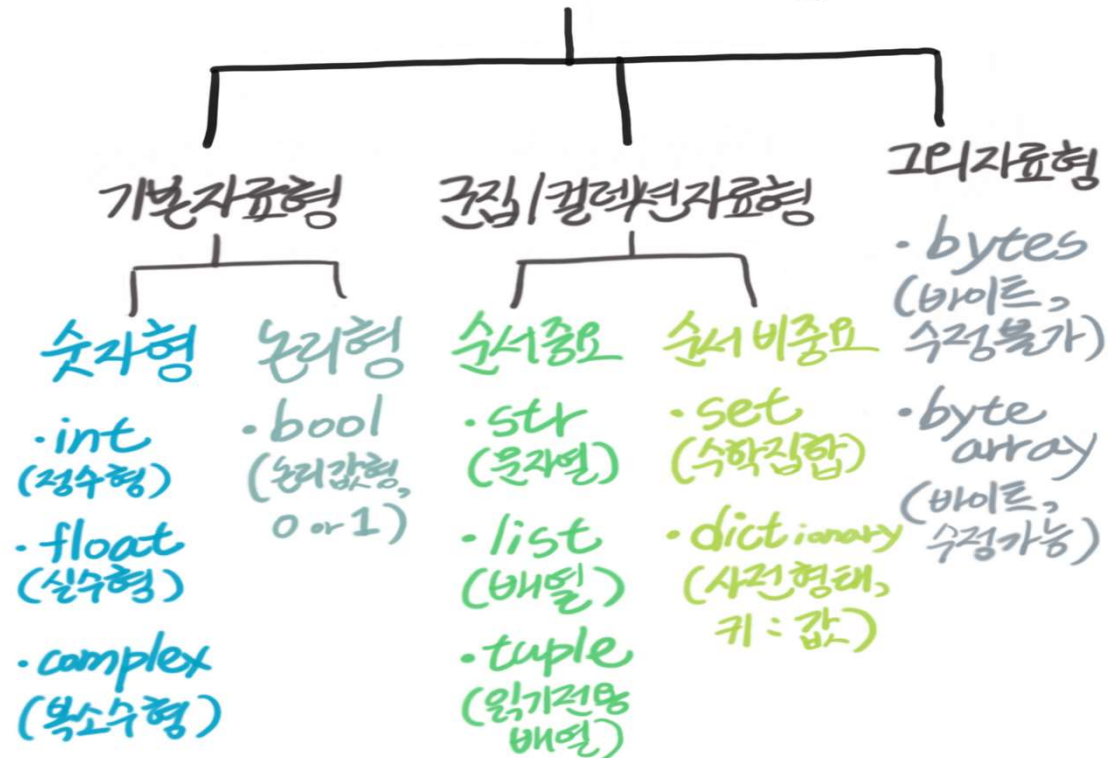 기본자료형
숫자형
·int
(정수형)
·float
(실수형)
·complex
(복소수형)
논리형
·bool
(논리값형,
0 or 1)
군집/컬렉션자료형
순서중요
·str
(문자열)
·list
(배열)
·tuple
(읽기전용
배열)
순서 비중요
·set
(수학집합)
·dictionary
(사전형태,
키 : 값)
그외자료형
·bytes
(바이트,
수정불가)
·byte
array
(바이트,
수정가능)